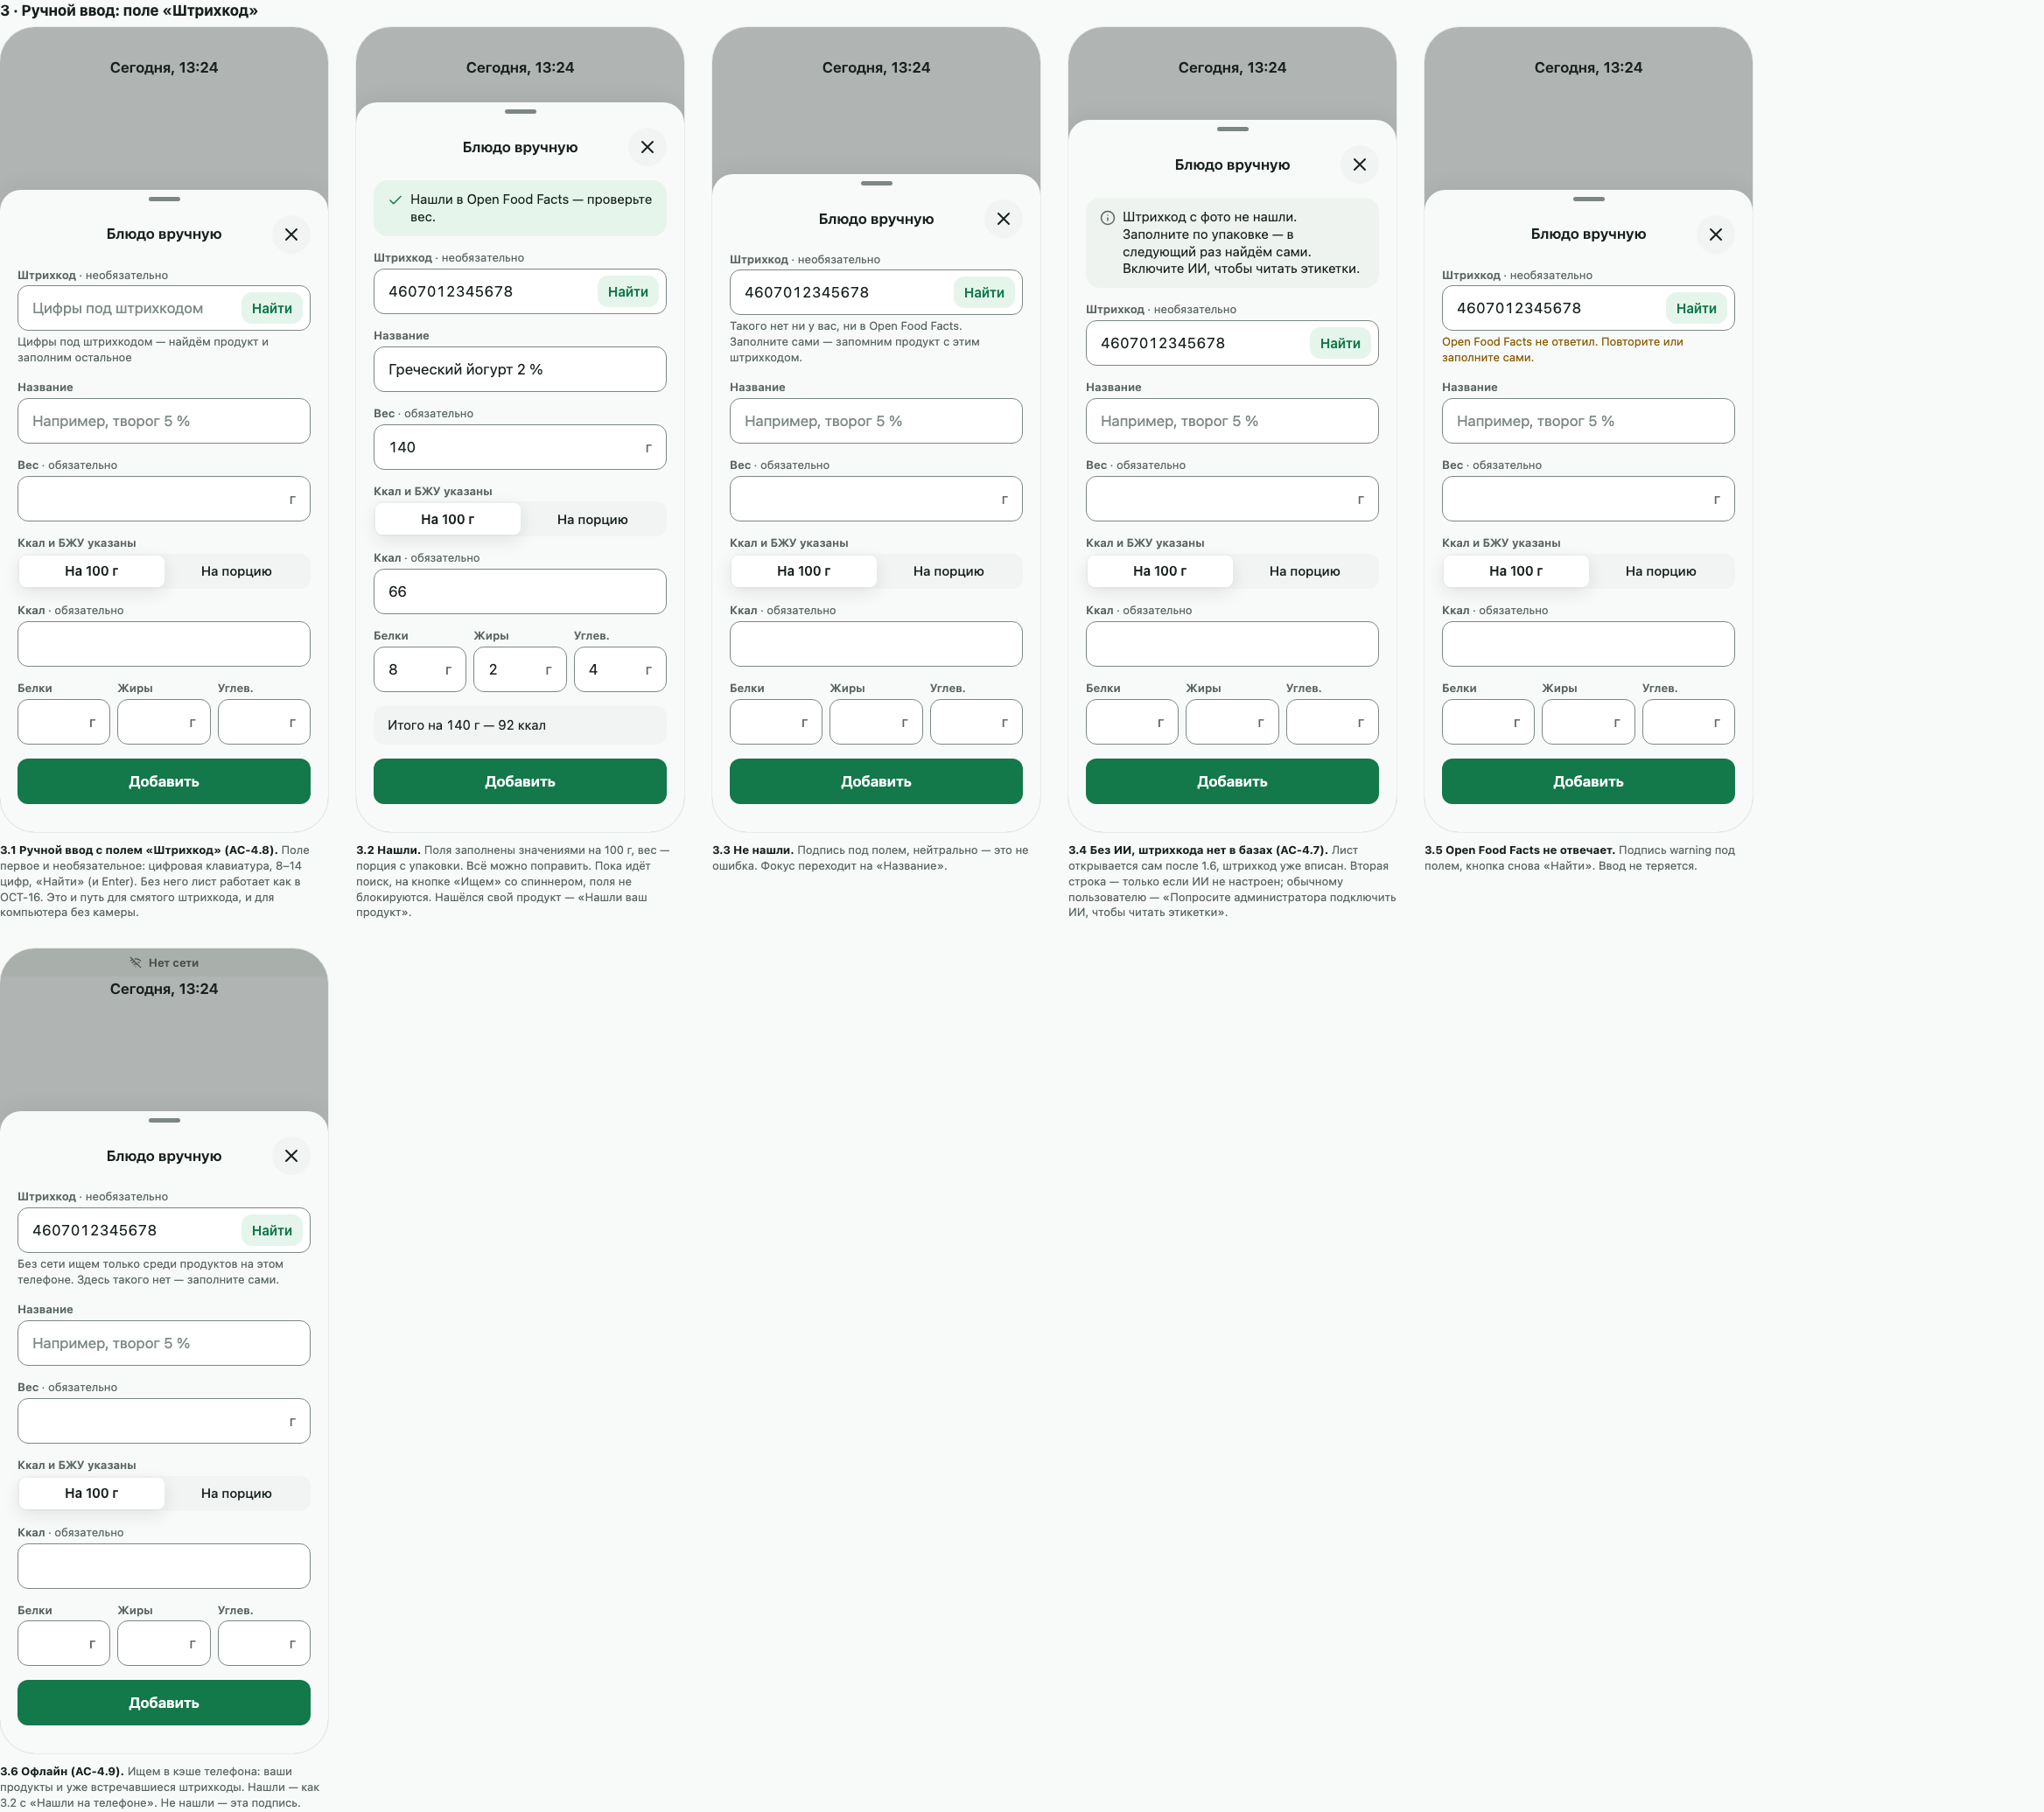 3 · Ручной ввод: поле «Штрихкод»
Сегодня, 13:24
Блюдо вручную
Штрихкод · необязательно
Цифры под штрихкодом
Найти
Цифры под штрихкодом — найдём продукт и
заполним остальное
Название
Например, творог 5 %
Вес · обязательно
г
Ккал и БЖУ указаны
На 100 г
На порцию
Ккал · обязательно
Белки
Жиры
Углев.
г
г
г
Добавить
3.1 Ручной ввод с полем «Штрихкод» (АС-4.8). Поле
первое и необязательное: цифровая клавиатура, 8–14
цифр, «Найти» (и Enter). Без него лист работает как в
ОСТ-16. Это и путь для смятого штрихкода, и для
компьютера без камеры.
Сегодня, 13:24
Блюдо вручную
Нашли в Open Food Facts — проверьте
вес.
Штрихкод · необязательно
4607012345678
Найти
Название
Греческий йогурт 2 %
Вес · обязательно
140
г
Ккал и БЖУ указаны
На 100 г
На порцию
Ккал · обязательно
66
Белки
Жиры
Углев.
8 г
2 г
4 г
Итого на 140 г — 92 ккал
Добавить
3.2 Нашли. Поля заполнены значениями на 100 г, вес —
порция с упаковки. Всё можно поправить. Пока идёт
поиск, на кнопке «Ищем» со спиннером, поля не
блокируются. Нашёлся свой продукт — «Нашли ваш
продукт».
Сегодня, 13:24
Блюдо вручную
Штрихкод · необязательно
4607012345678
Найти
Такого нет ни у вас, ни в Open Food Facts.
Заполните сами — запомним продукт с этим
штрихкодом.
Название
Например, творог 5 %
Вес · обязательно
г
Ккал и БЖУ указаны
На 100 г
На порцию
Ккал · обязательно
Белки
Жиры
Углев.
г
г
г
Добавить
3.3 Не нашли. Подпись под полем, нейтрально — это не
ошибка. Фокус переходит на «Название».
Сегодня, 13:24
Блюдо вручную
Штрихкод с фото не нашли.
Заполните по упаковке — в
следующий раз найдём сами.
Включите ИИ, чтобы читать этикетки.
Штрихкод · необязательно
4607012345678
Найти
Название
Например, творог 5 %
Вес · обязательно
г
Ккал и БЖУ указаны
На 100 г
На порцию
Ккал · обязательно
Белки
Жиры
Углев.
г
г
г
Добавить
3.4 Без ИИ, штрихкода нет в базах (АС-4.7). Лист
открывается сам после 1.6, штрихкод уже вписан. Вторая
строка — только если ИИ не настроен; обычному
пользователю — «Попросите администратора подключить
ИИ, чтобы читать этикетки».
Сегодня, 13:24
Блюдо вручную
Штрихкод · необязательно
4607012345678
Найти
Open Food Facts не ответил. Повторите или
заполните сами.
Название
Например, творог 5 %
Вес · обязательно
г
Ккал и БЖУ указаны
На 100 г
На порцию
Ккал · обязательно
Белки
Жиры
Углев.
г
г
г
Добавить
3.5 Open Food Facts не отвечает. Подпись warning под
полем, кнопка снова «Найти». Ввод не теряется.
Нет сети
Сегодня, 13:24
Блюдо вручную
Штрихкод · необязательно
4607012345678
Найти
Без сети ищем только среди продуктов на этом
телефоне. Здесь такого нет — заполните сами.
Название
Например, творог 5 %
Вес · обязательно
г
Ккал и БЖУ указаны
На 100 г
На порцию
Ккал · обязательно
Белки
Жиры
Углев.
г
г
г
Добавить
3.6 Офлайн (АС-4.9). Ищем в кэше телефона: ваши
продукты и уже встречавшиеся штрихкоды. Нашли — как
3.2 с «Нашли на телефоне». Не нашли — эта подпись.